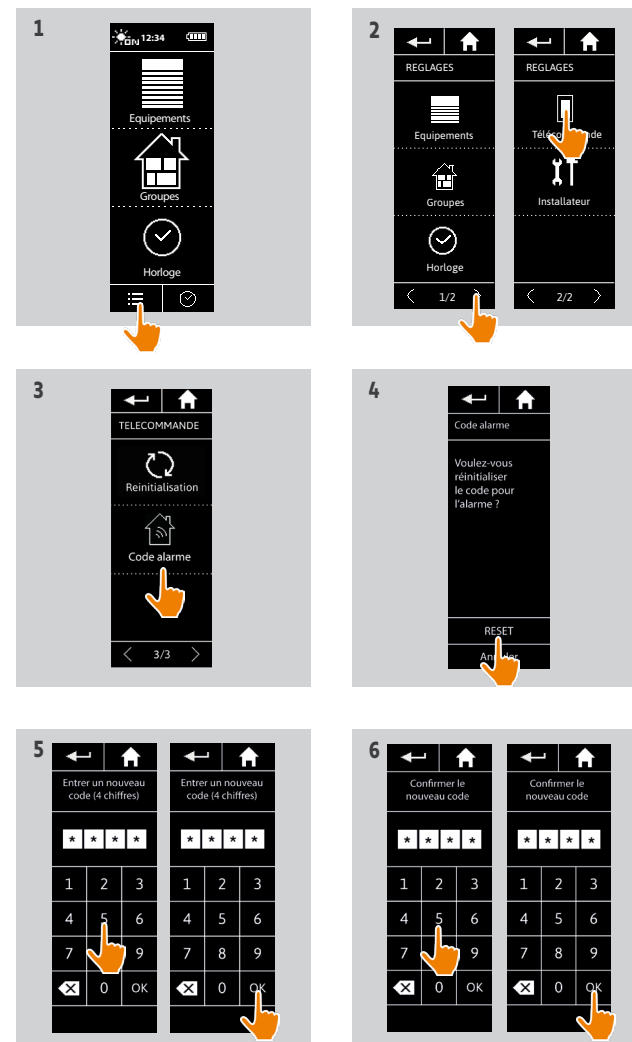 1
ON 12:34
Equipements
Groupes
Horloge
2
REGLAGES
Equipements
Groupes
Horloge
1/2
REGLAGES
Installateur
2/2
3
TELECOMMANDE
Reinitialisation
Code alarme
3/3
4
Code alarme
Voulez-vous
réinitialiser
le code pour
l'alarme ?
RESET
5
Entrer un nouveau
code (4 chiffres)
* * * *
1 2 3
4 5 6
7 9
0 OK
Entrer un nouveau
code (4 chiffres)
* * * *
1 2 3
4 5 6
7 8 9
0 OK
6
Confirmer le
nouveau code
* * * *
1 2 3
4 5 6
7 9
0 OK
Confirmer le
nouveau code
* * * *
1 2 3
4 5 6
7 8 9
0 OK